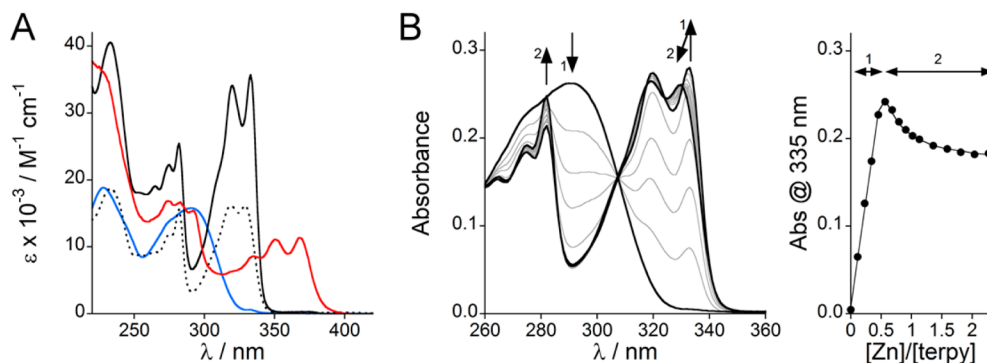 A
ε x 10⁻³ / M⁻¹ cm⁻¹
40
30
20
10
0
250 300 350 400
λ / nm
B
Absorbance
0.3
0.2
0.1
0.0
2 1 1 2
260 280 300 320 340 360
λ / nm
Abs @ 335 nm
1 2
0.3
0.2
0.1
0.0
0 0.5 1 1.5 2
[Zn]/[terpy]